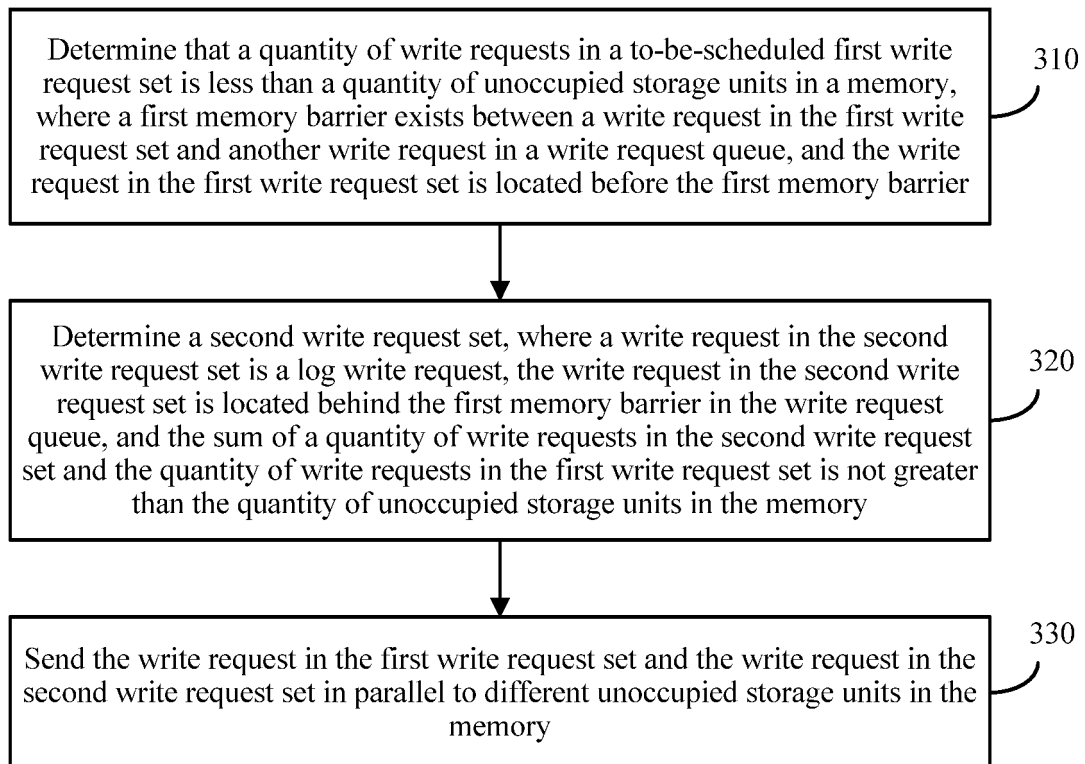 Determine that a quantity of write requests in a to-be-scheduled first write
request set is less than a quantity of unoccupied storage units in a memory,
where a first memory barrier exists between a write request in the first write
request set and another write request in a write request queue, and the write
request in the first write request set is located before the first memory barrier
310
Determine a second write request set, where a write request in the second
write request set is a log write request, the write request in the second write
request set is located behind the first memory barrier in the write request
queue, and the sum of a quantity of write requests in the second write request
set and the quantity of write requests in the first write request set is not greater
than the quantity of unoccupied storage units in the memory
320
Send the write request in the first write request set and the write request in the
second write request set in parallel to different unoccupied storage units in the
memory
330